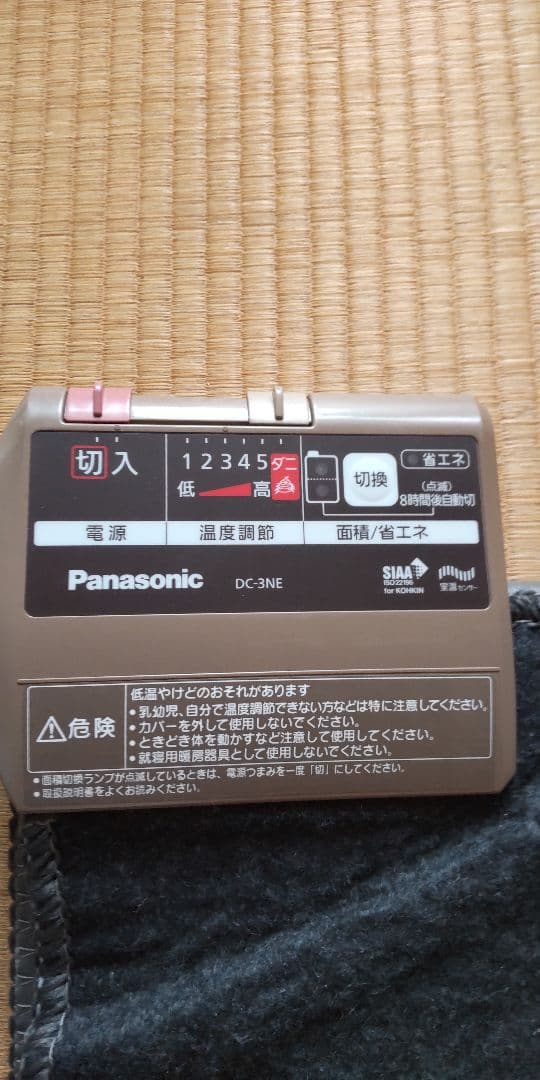 切 入
1 2 3 4 5 ダニ
低 高
切換
省エネ
(点滅)
8時間後自動切
電源
温度調節
面積/省エネ
Panasonic
DC-3NE
SIAA
ISO22196
for KOHKIN
室温センサー
危険
低温やけどのおそれがあります
●乳幼児、自分で温度調節できない方などは特に注意してください。
●カバーを外して使用しないでください。
●ときどき体を動かすなど注意して使用してください。
●就寝用暖房器具として使用しないでください。
●面積切換ランプが点滅しているときは、電源つまみを一度「切」にしてください。
●取扱説明書をよくお読みください。